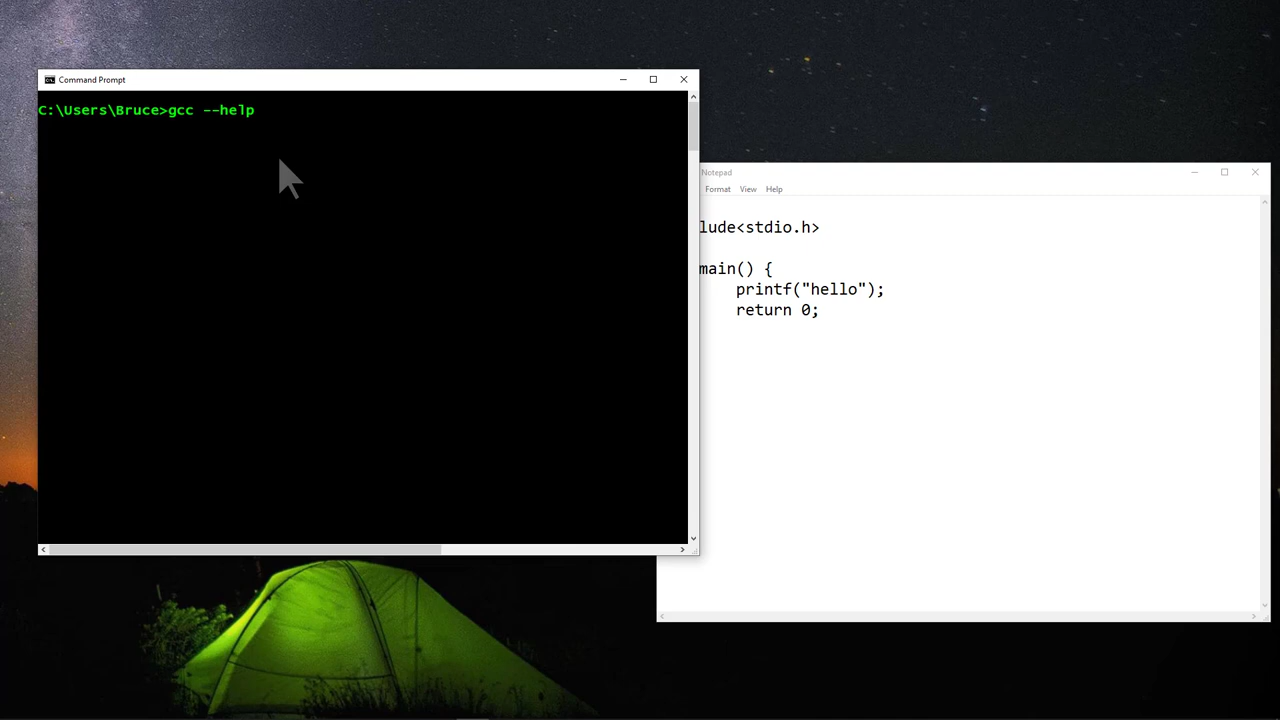 Command Prompt
C:\Users\Bruce>gcc --help
Notepad
Format View Help
lude<stdio.h>
main() {
printf("hello");
return 0;